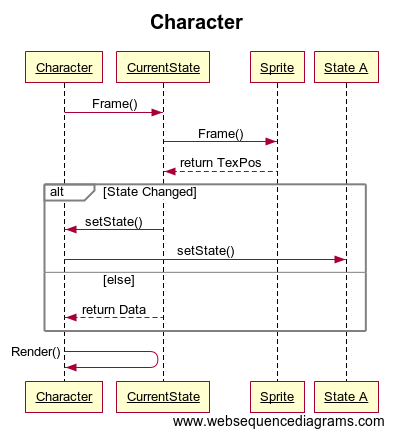 Character
Character CurrentState Sprite State A
Frame()
Frame()
return TexPos
alt [State Changed]
setState()
setState()
[else]
return Data
Render()
Character CurrentState Sprite State A
www.websequencediagrams.com